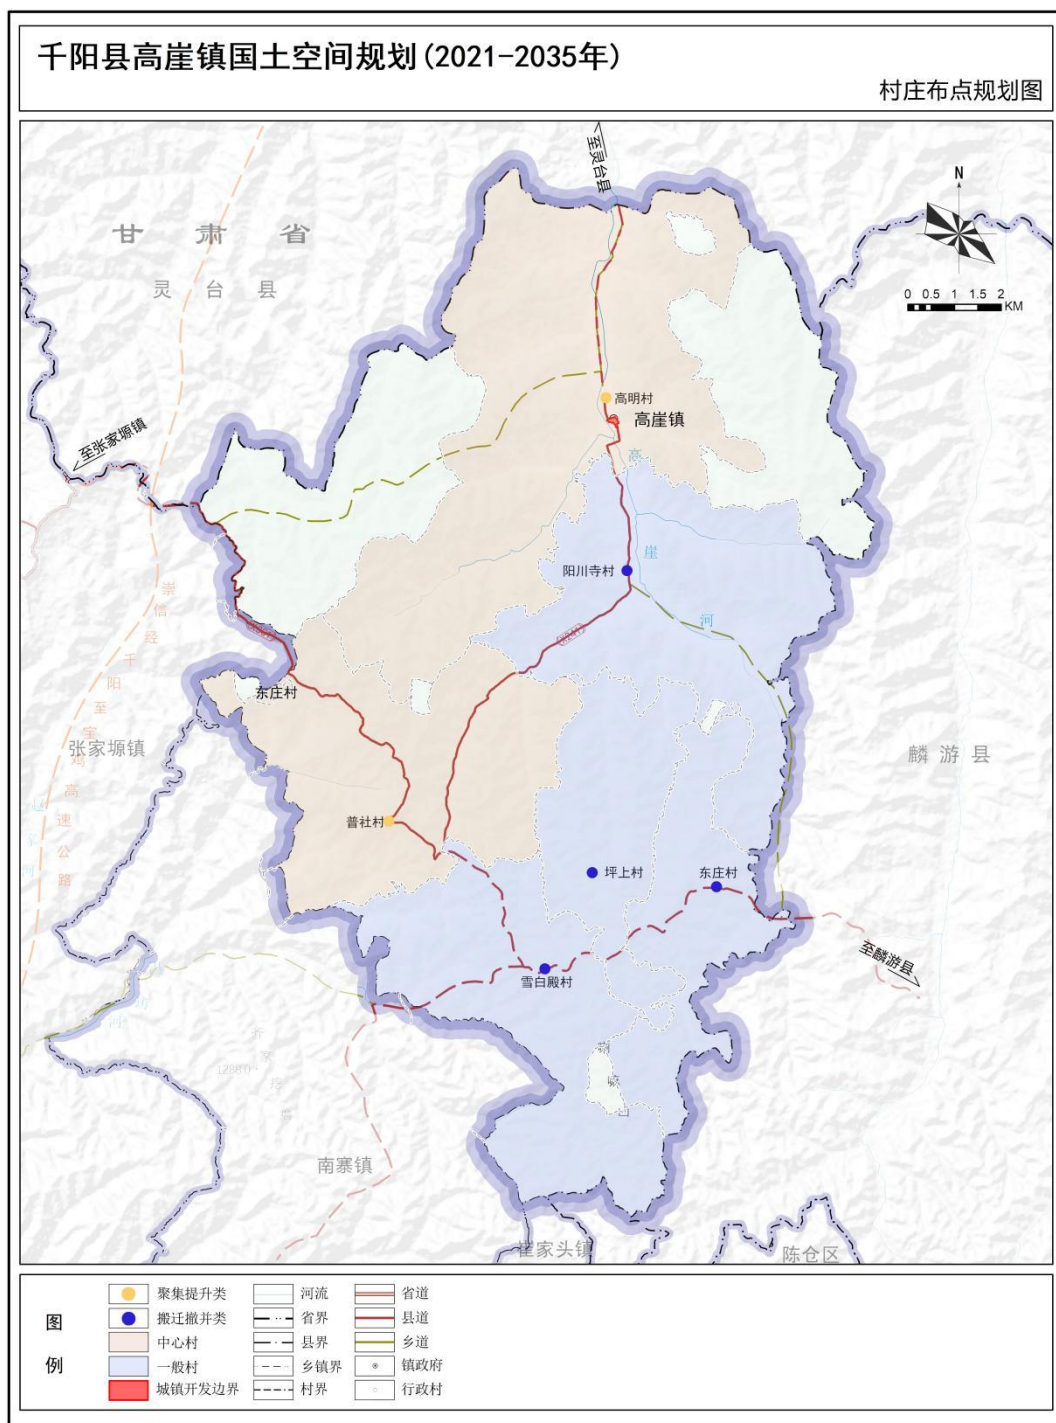 千阳县高崖镇国土空间规划(2021-2035年)
村庄布点规划图
至灵台县
N
甘肃省
灵台县
0 0.5 1 1.5 2
KM
高明村
高崖镇
至张家塬镇
高崖河
阳川寺村
崇信经千阳至宝鸡高速公路
东庄村
张家塬镇
麟游县
普社村
坪上村
东庄村
至麟游县
雪白殿村
南寨镇
崔家头镇
陈仓区
图例
聚集提升类
河流
省道
搬迁撤并类
省界
县道
中心村
县界
乡道
一般村
乡镇界
镇政府
城镇开发边界
村界
行政村